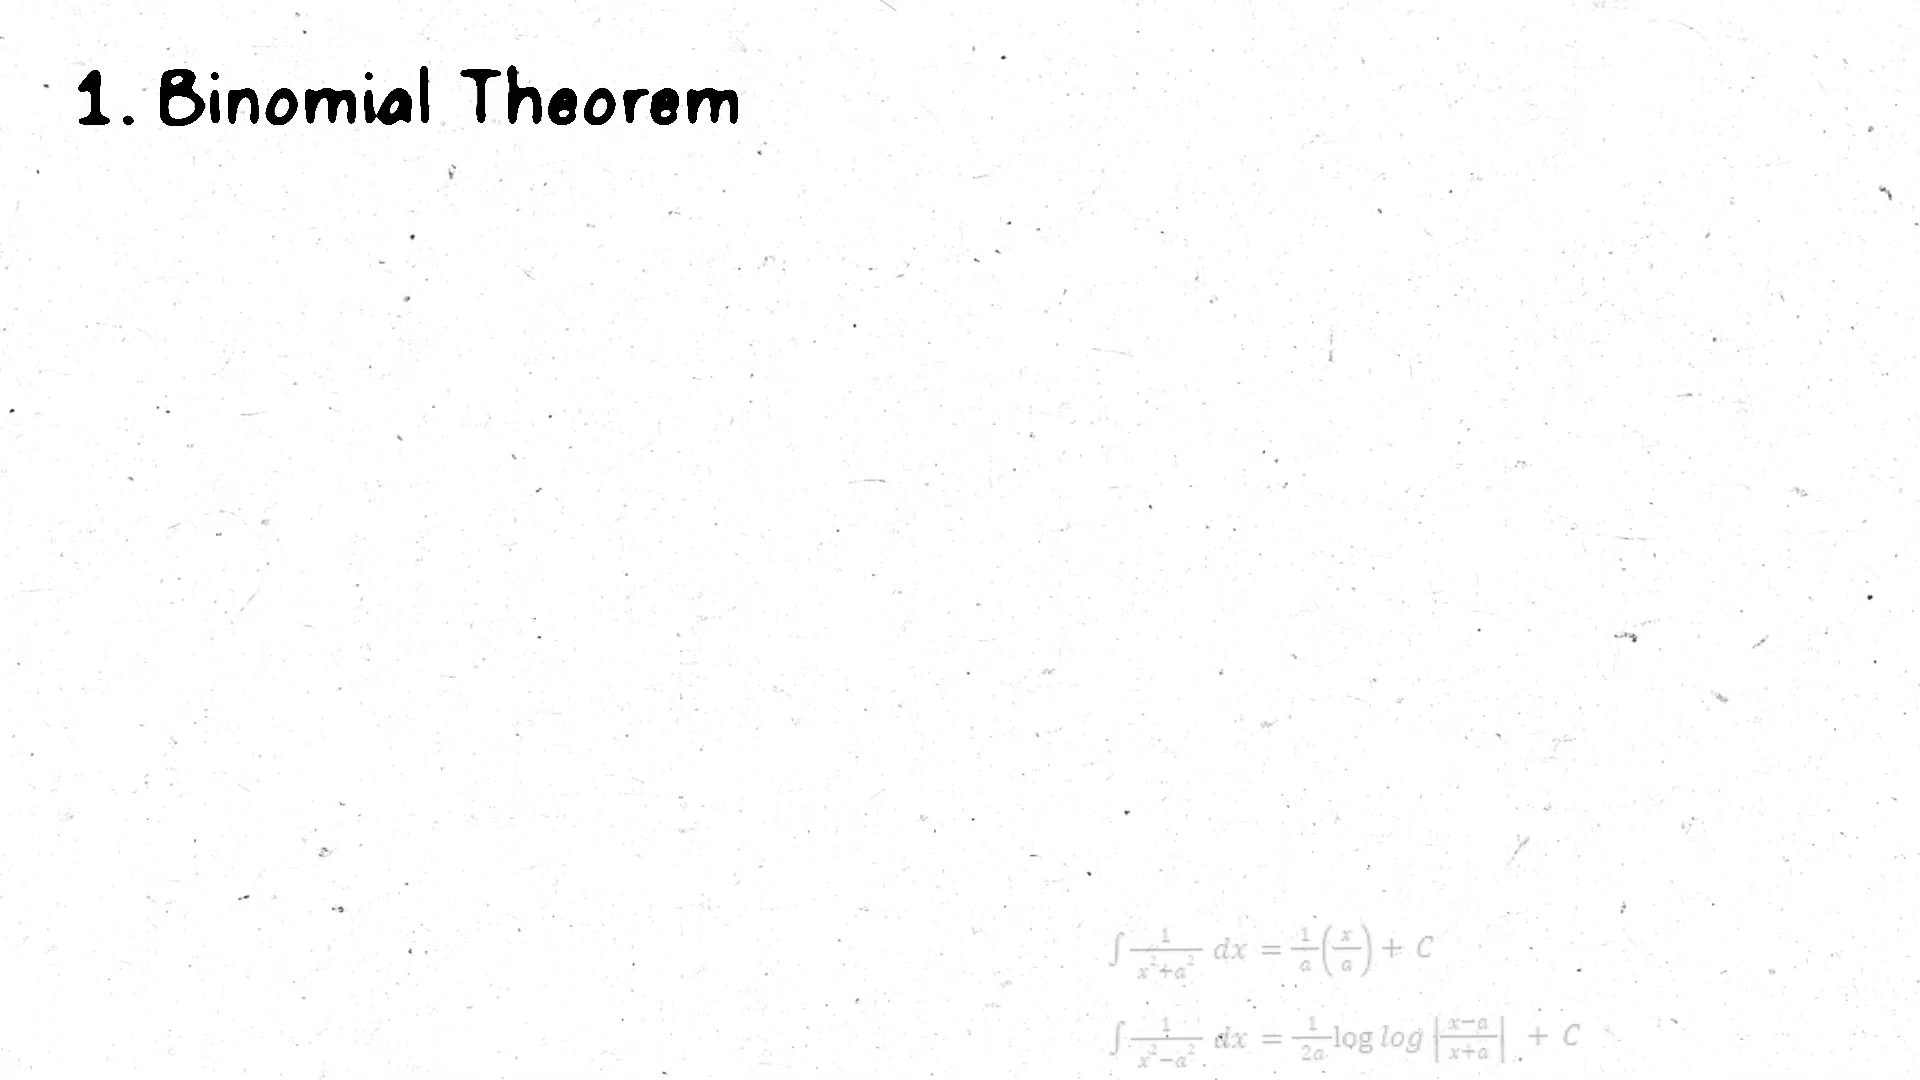 1. Binomial Theorem
∫ 1/(x²+a²) dx = 1/a (x/a) + C
∫ 1/(x²−a²) dx = 1/2a log log |x−a/x+a| + C